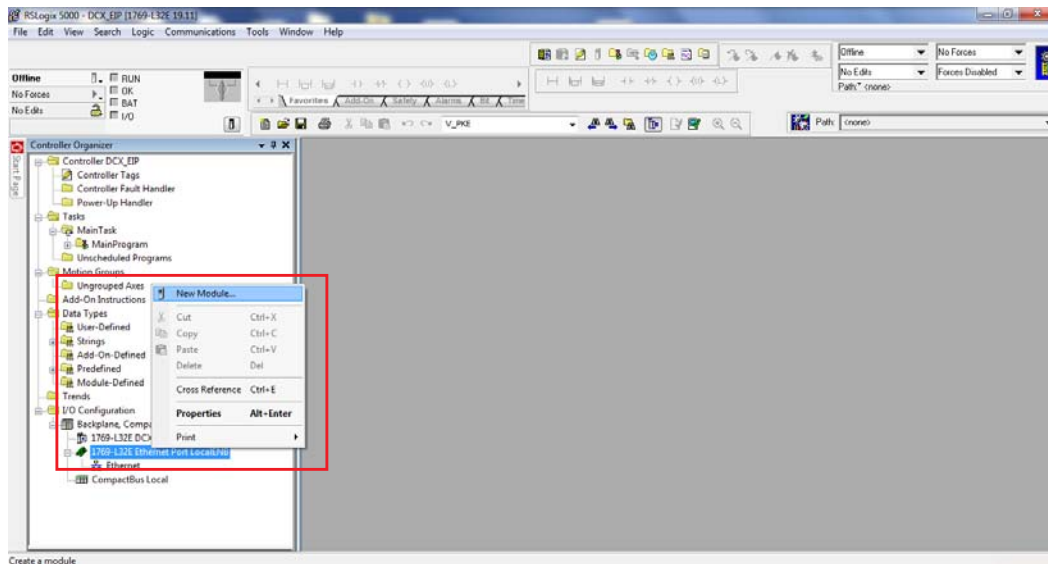 RSLogix 5000 - DCX_EIP [1769-L32E 19.11]
File Edit View Search Logic Communications Tools Window Help
Offline
No Forces
No Edits
RUN
OK
BAT
I/O
Favorites Add-On Safety Alarms Bit Time
V_PKE
Offline
No Forces
No Edits
Forces Disabled
Path:* <none>
Path: <none>
Start Page
Controller Organizer
Controller DCX_EIP
Controller Tags
Controller Fault Handler
Power-Up Handler
Tasks
MainTask
MainProgram
Unscheduled Programs
Motion Groups
Ungrouped Axes
Add-On Instructions
Data Types
User-Defined
Strings
Add-On-Defined
Predefined
Module-Defined
Trends
I/O Configuration
Backplane, Compa
1769-L32E DCX
1769-L32E Ethernet Port LocalENB
Ethernet
CompactBus Local
New Module...
Cut Ctrl+X
Copy Ctrl+C
Paste Ctrl+V
Delete Del
Cross Reference Ctrl+E
Properties Alt+Enter
Print
Create a module